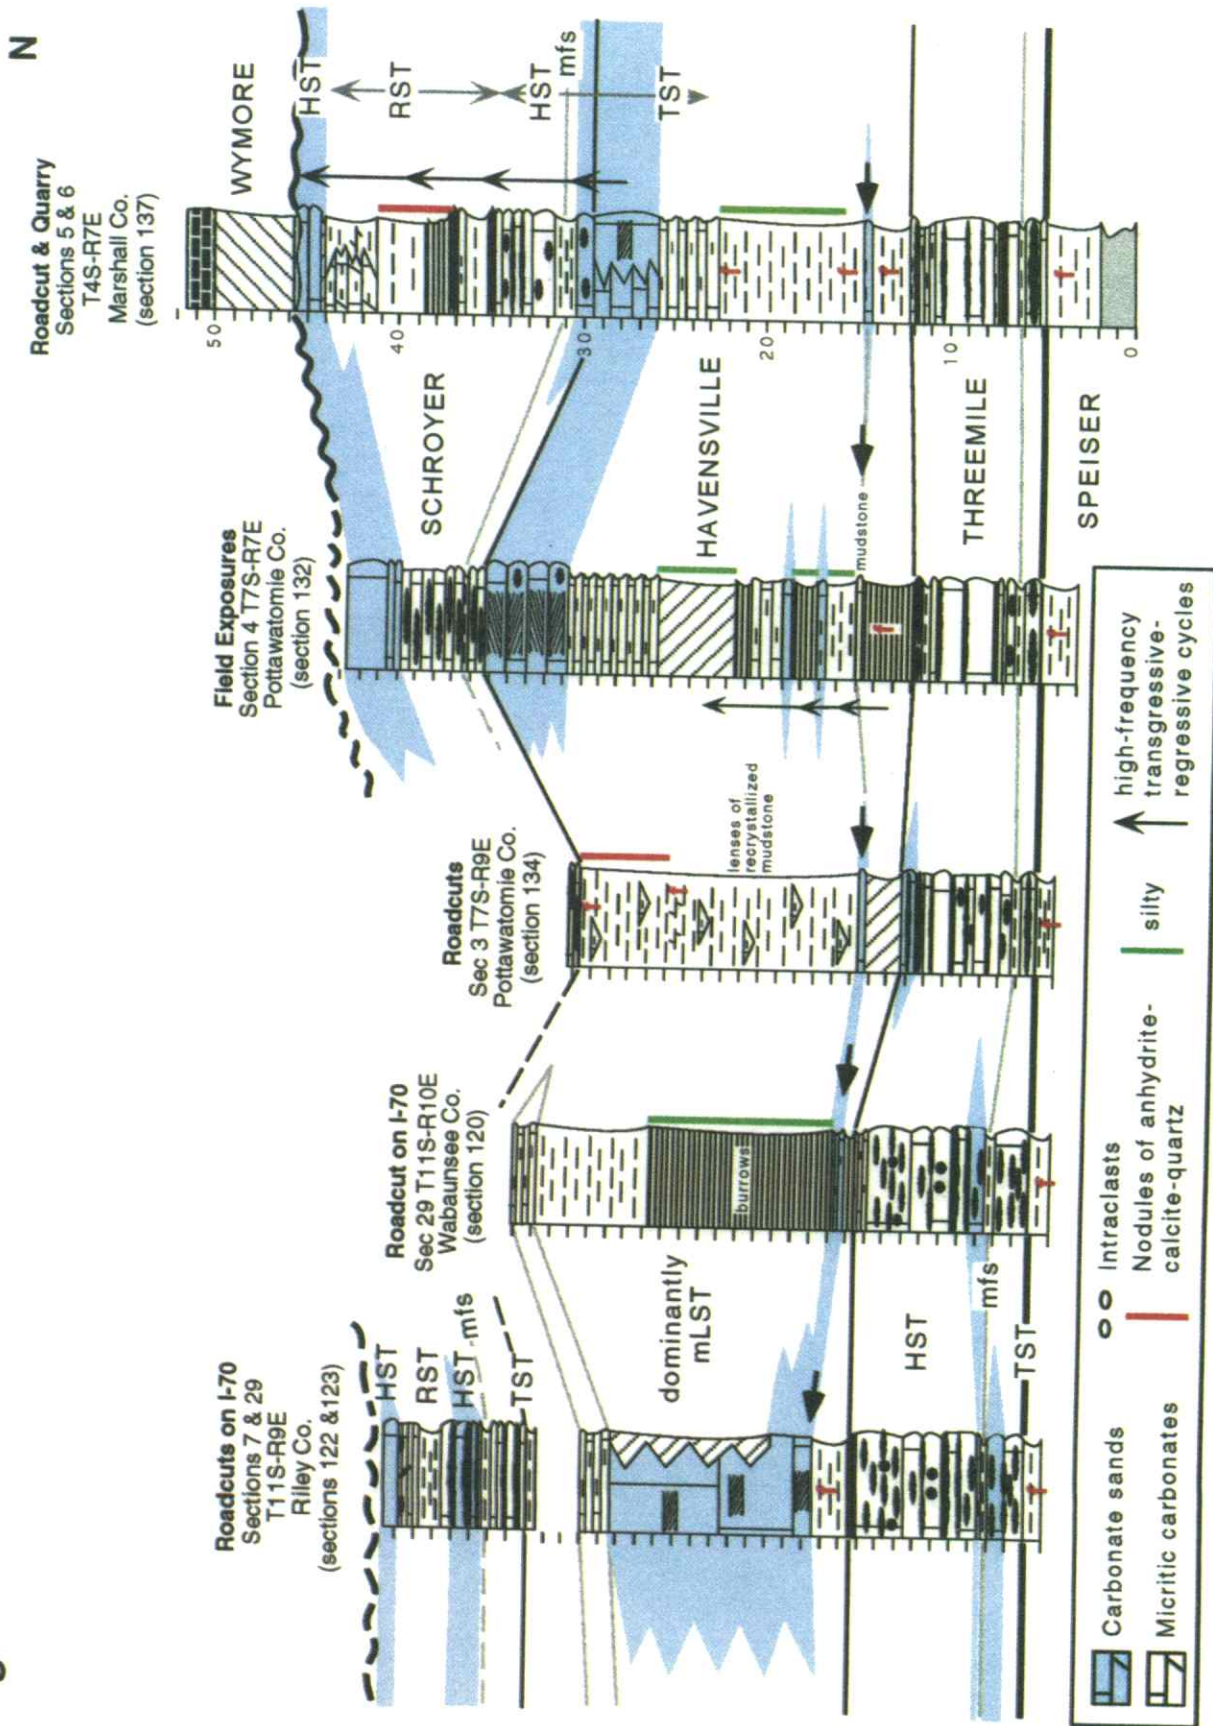 N
Roadcut & Quarry
Sections 5 & 6
T4S-R7E
Marshall Co.
(section 137)
50
40
30
20
10
0
WYMORE
HST
RST
HST
mfs
TST
SCHROYER
HAVENSVILLE
THREEMILE
SPEISER
Field Exposures
Section 4 T7S-R7E
Pottawatomie Co.
(section 132)
mudstone
Roadcuts
Sec 3 T7S-R9E
Pottawatomie Co.
(section 134)
lenses of
recrystallized
mudstone
Roadcut on I-70
Sec 29 T11S-R10E
Wabaunsee Co.
(section 120)
burrows
Roadcuts on I-70
Sections 7 & 29
T11S-R9E
Riley Co.
(sections 122 &123)
HST
RST
HST
mfs
TST
dominantly
mLST
HST
mfs
TST
Carbonate sands
Micritic carbonates
Intraclasts
Nodules of anhydrite-
calcite-quartz
silty
high-frequency
transgressive-
regressive cycles